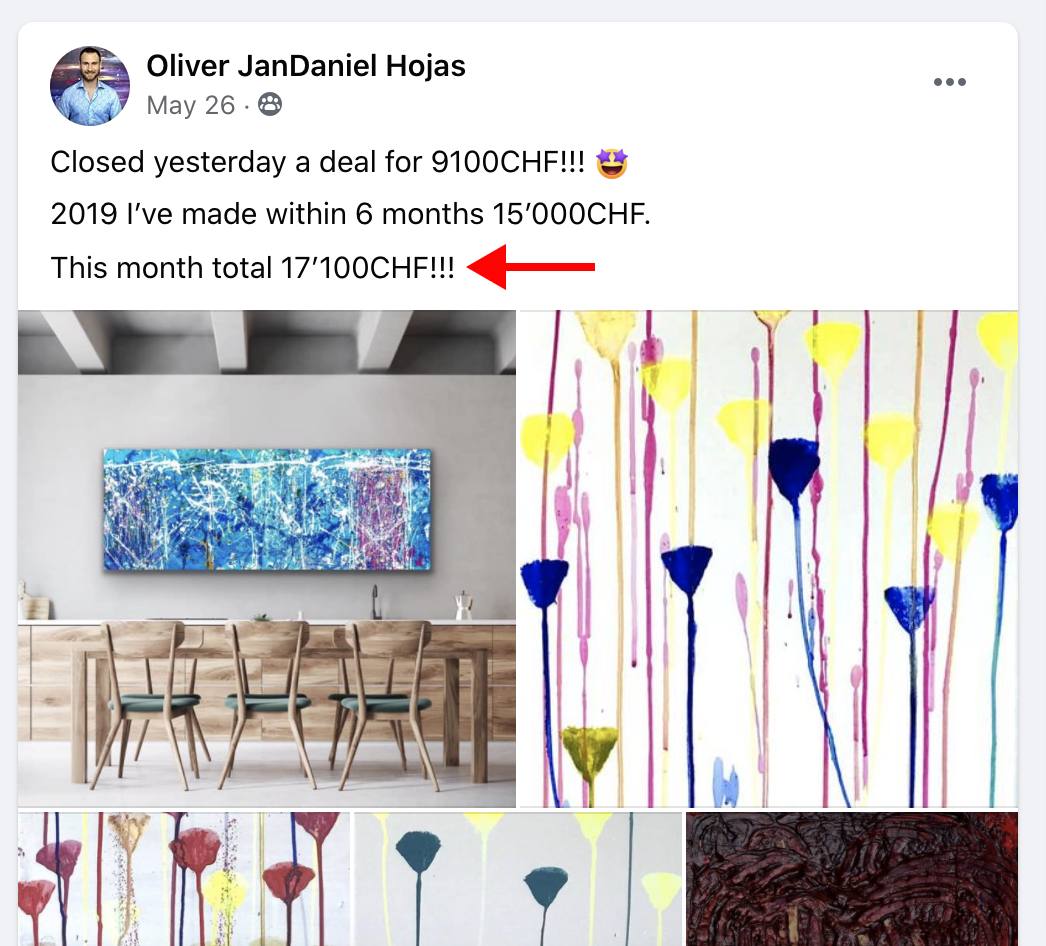 Oliver JanDaniel Hojas
May 26 ·
Closed yesterday a deal for 9100CHF!!! 🤩
2019 I’ve made within 6 months 15’000CHF.
This month total 17’100CHF!!!